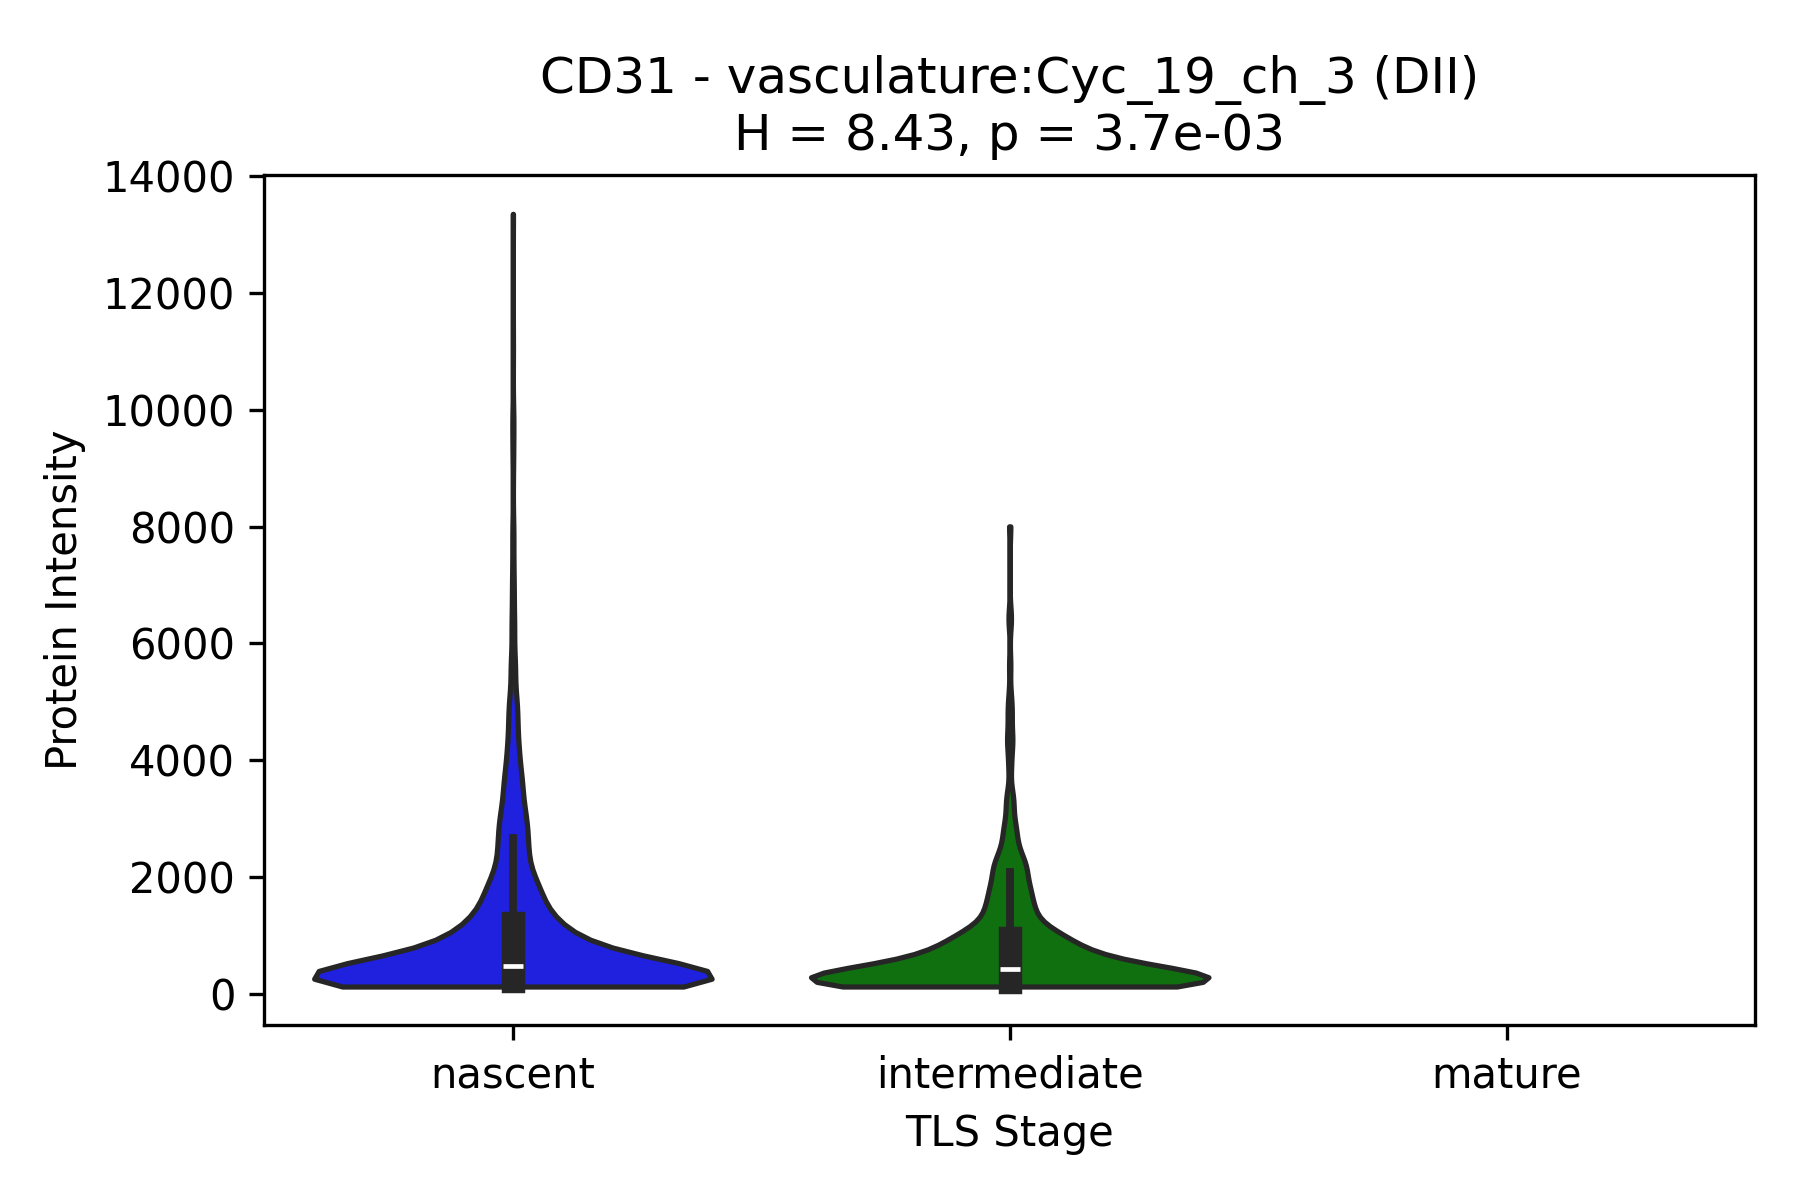 CD31 - vasculature:Cyc_19_ch_3 (DII)
H = 8.43, p = 3.7e-03
14000
12000
10000
8000
6000
4000
2000
0
Protein Intensity
nascent intermediate mature
TLS Stage